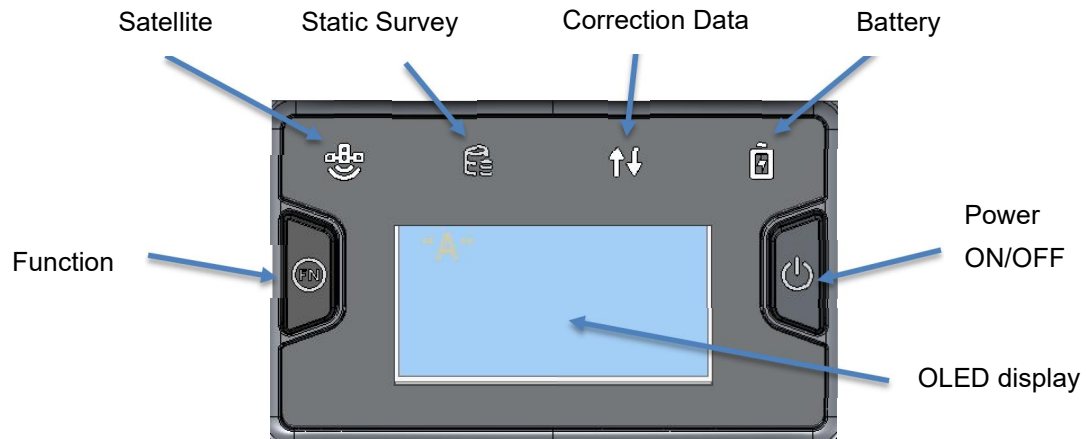 Satellite
Static Survey
Correction Data
Battery
Function
FN
-A-
Power
ON/OFF
OLED display